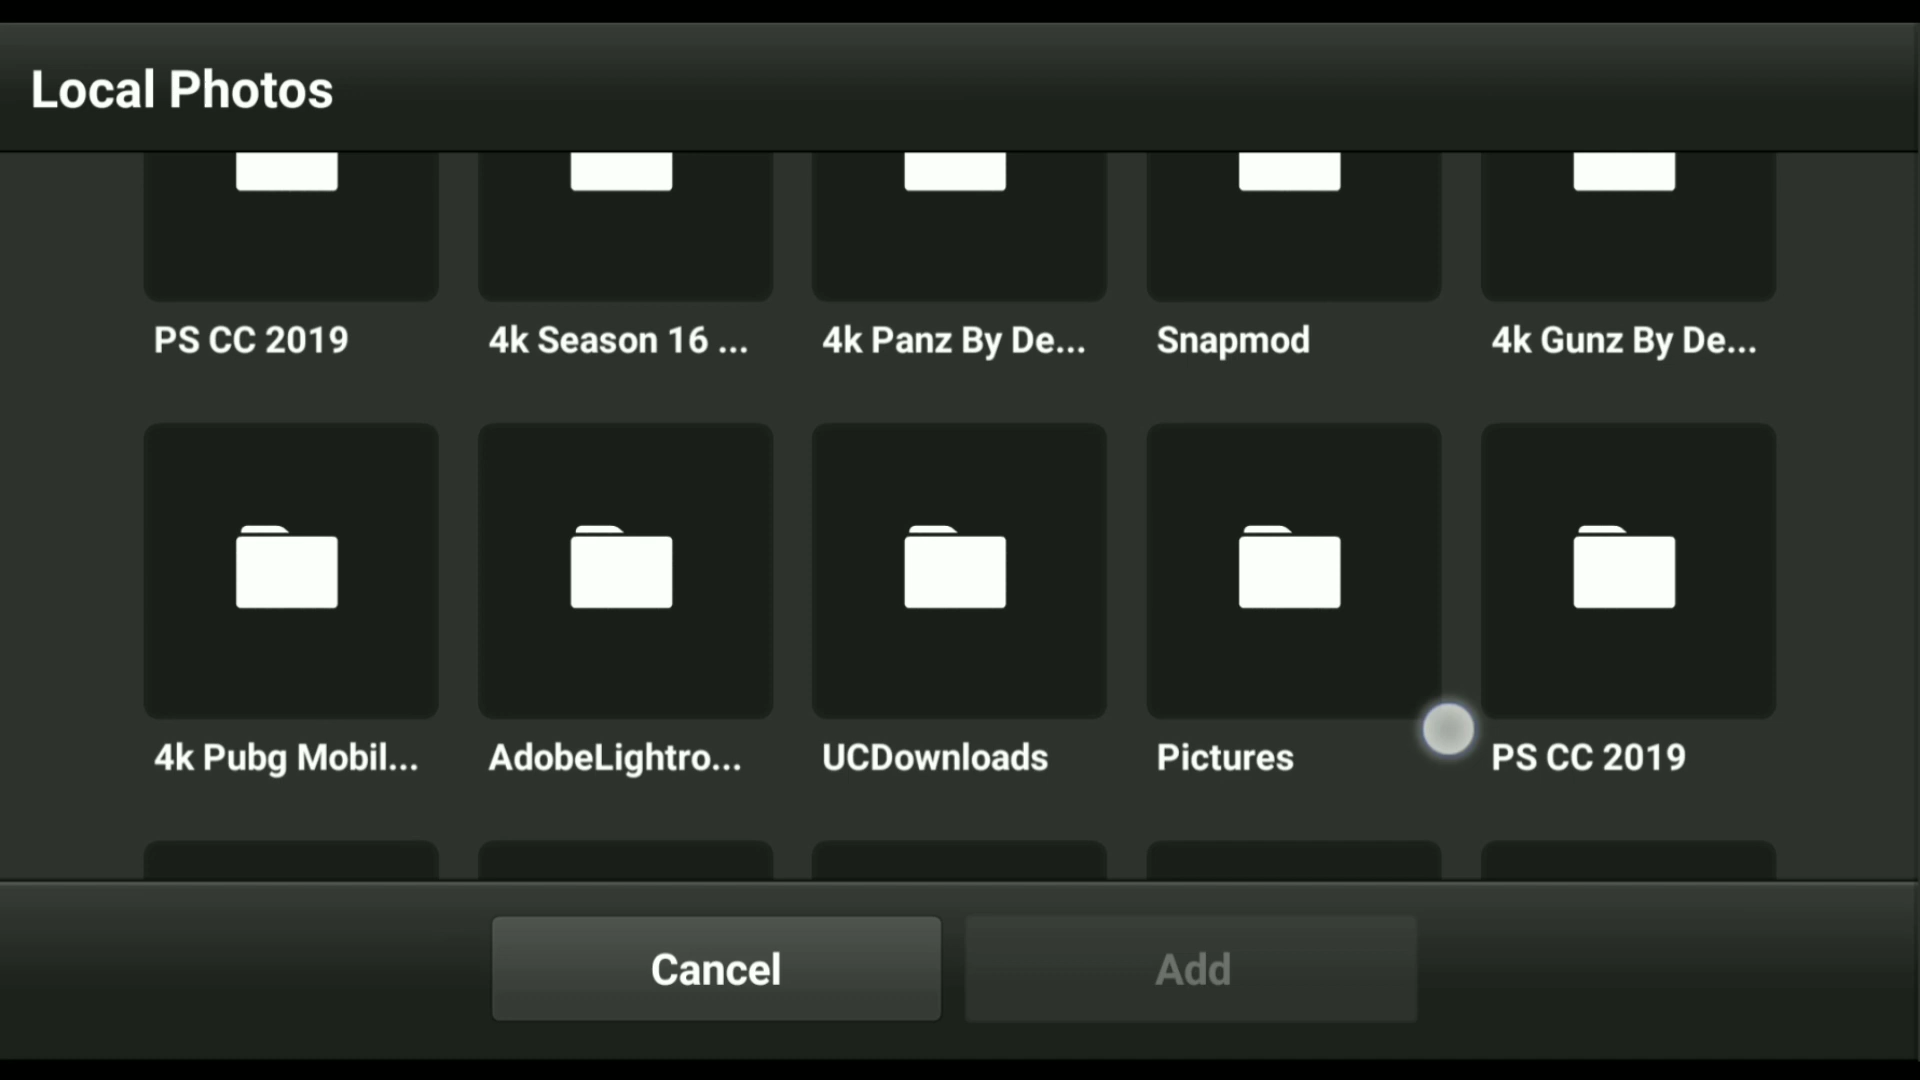 Local Photos
PS CC 2019
4k Season 16 ...
4k Panz By De...
Snapmod
4k Gunz By De...
4k Pubg Mobil...
AdobeLightro...
UCDownloads
Pictures
PS CC 2019
Cancel
Add